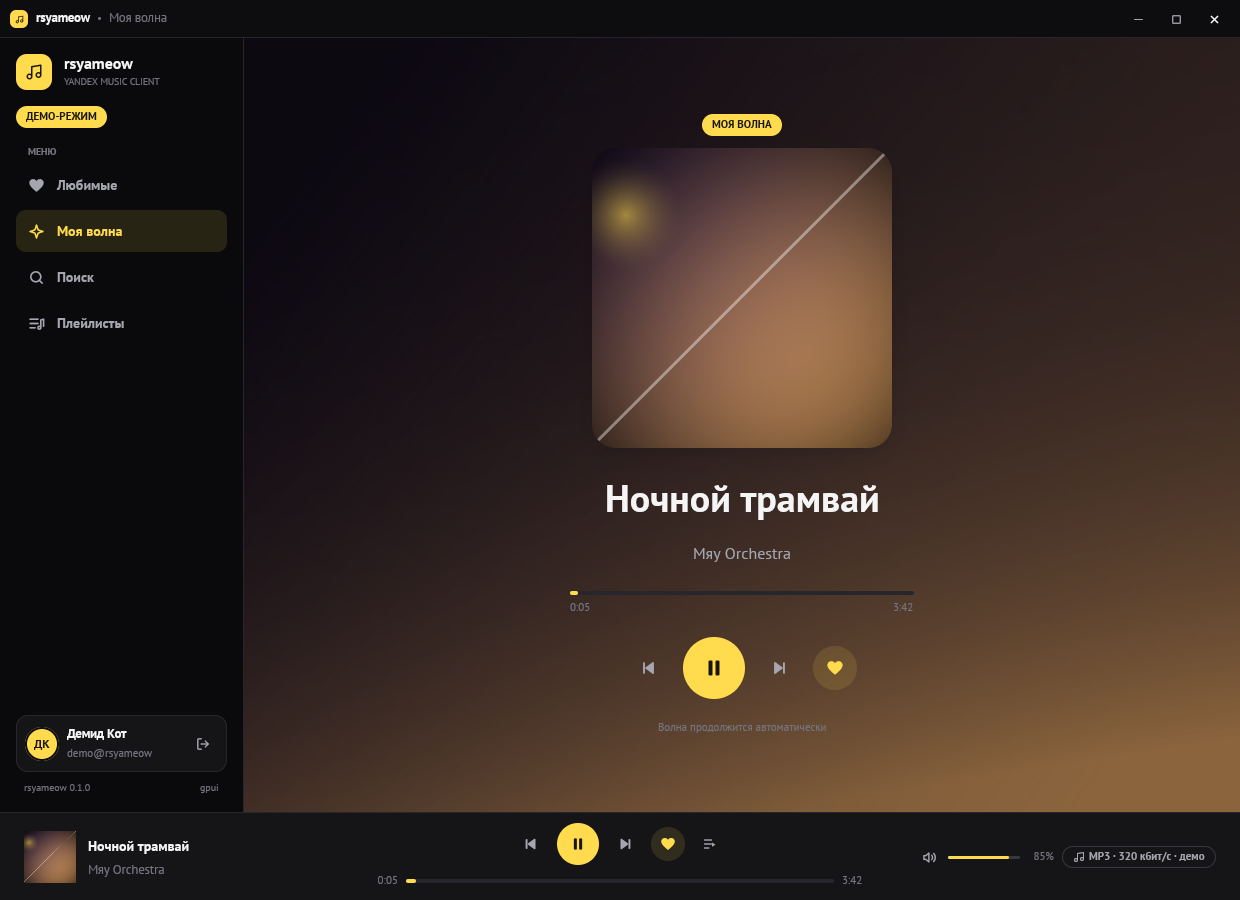 rsyameow • Моя волна
rsyameow
YANDEX MUSIC CLIENT
ДЕМО-РЕЖИМ
МЕНЮ
Любимые
Моя волна
Поиск
Плейлисты
Демид Кот
ДК
demo@rsyameow
rsyameow 0.1.0 gpui
МОЯ ВОЛНА
Ночной трамвай
Мяу Orchestra
0:05 3:42
Волна продолжится автоматически
Ночной трамвай
Мяу Orchestra
0:05 3:42
85% MP3 · 320 кбит/с · демо